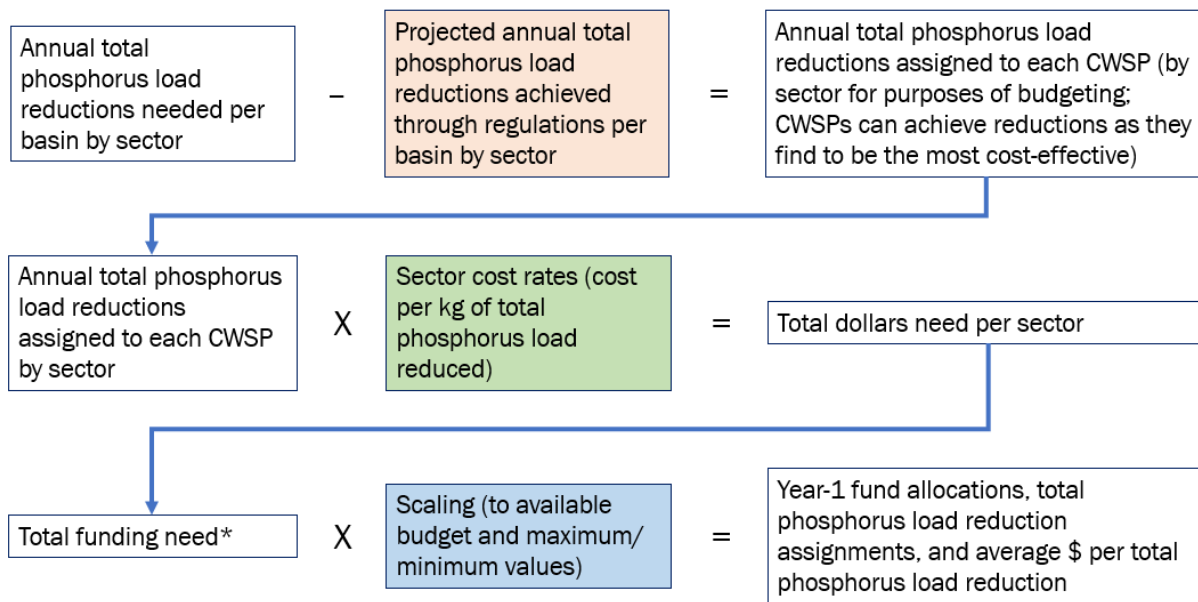 Annual total
phosphorus load
reductions needed per
basin by sector
–
Projected annual total
phosphorus load
reductions achieved
through regulations per
basin by sector
=
Annual total phosphorus load
reductions assigned to each CWSP (by
sector for purposes of budgeting;
CWSPs can achieve reductions as they
find to be the most cost-effective)
Annual total phosphorus
load reductions
assigned to each CWSP
by sector
X
Sector cost rates (cost
per kg of total
phosphorus load
reduced)
=
Total dollars need per sector
Total funding need*
X
Scaling (to available
budget and maximum/
minimum values)
=
Year-1 fund allocations, total
phosphorus load reduction
assignments, and average $ per total
phosphorus load reduction